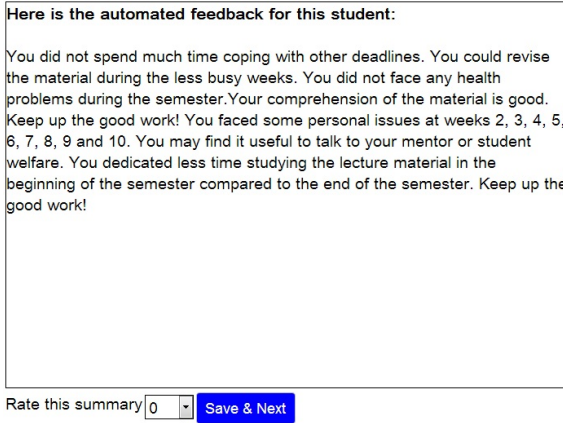 Here is the automated feedback for this student:
You did not spend much time coping with other deadlines. You could revise
the material during the less busy weeks. You did not face any health
problems during the semester.Your comprehension of the material is good.
Keep up the good work! You faced some personal issues at weeks 2, 3, 4, 5,
6, 7, 8, 9 and 10. You may find it useful to talk to your mentor or student
welfare. You dedicated less time studying the lecture material in the
beginning of the semester compared to the end of the semester. Keep up the
good work!
Rate this summary 0 Save & Next